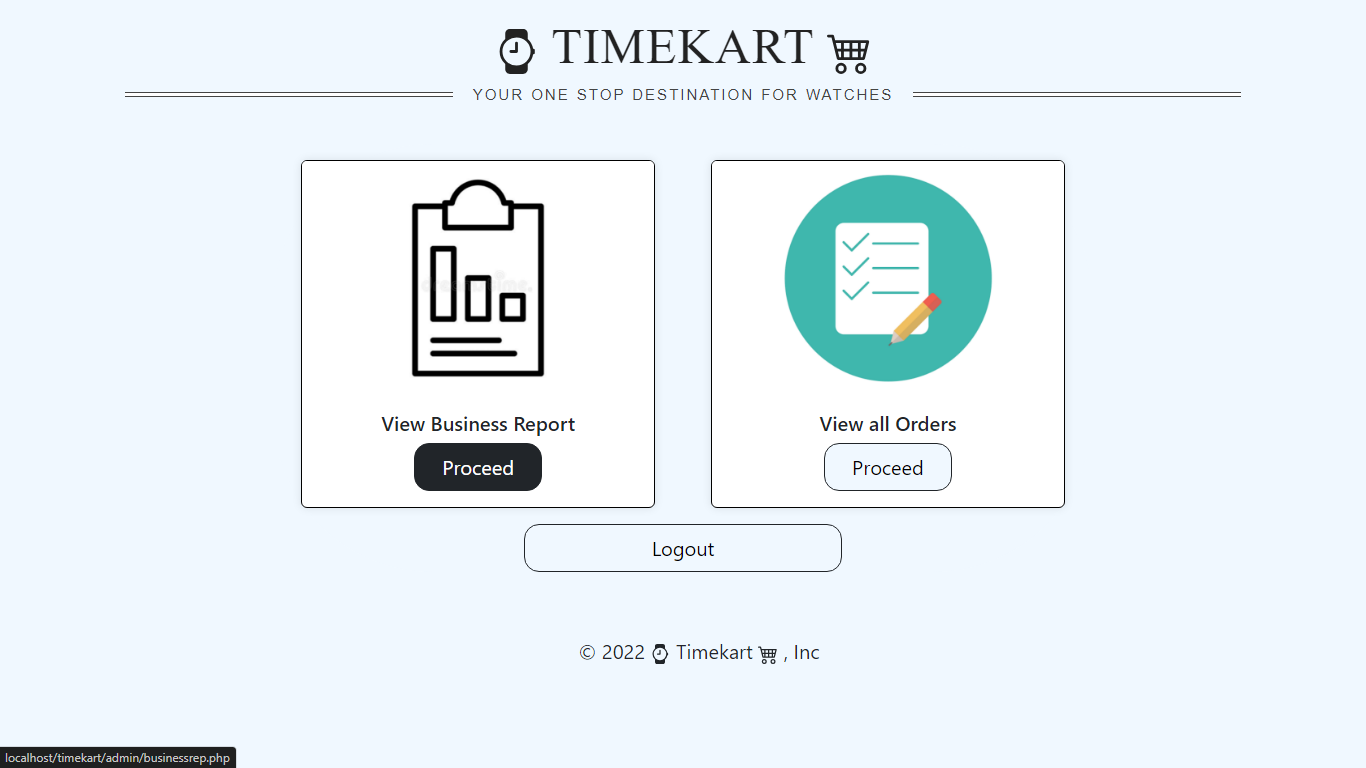 TIMEKART
YOUR ONE STOP DESTINATION FOR WATCHES
View Business Report
Proceed
View all Orders
Proceed
Logout
© 2022 Timekart , Inc
localhost/timekart/admin/businessrep.php